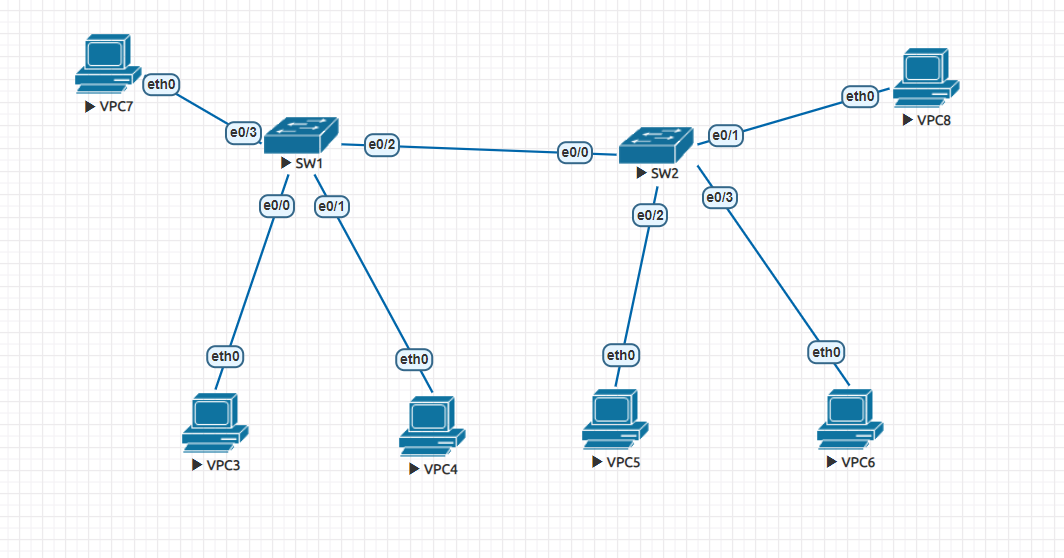 eth0
VPC7
e0/3
SW1
e0/2
e0/0
SW2
e0/1
eth0
VPC8
e0/0
e0/1
e0/2
e0/3
eth0
VPC3
eth0
VPC4
eth0
VPC5
eth0
VPC6